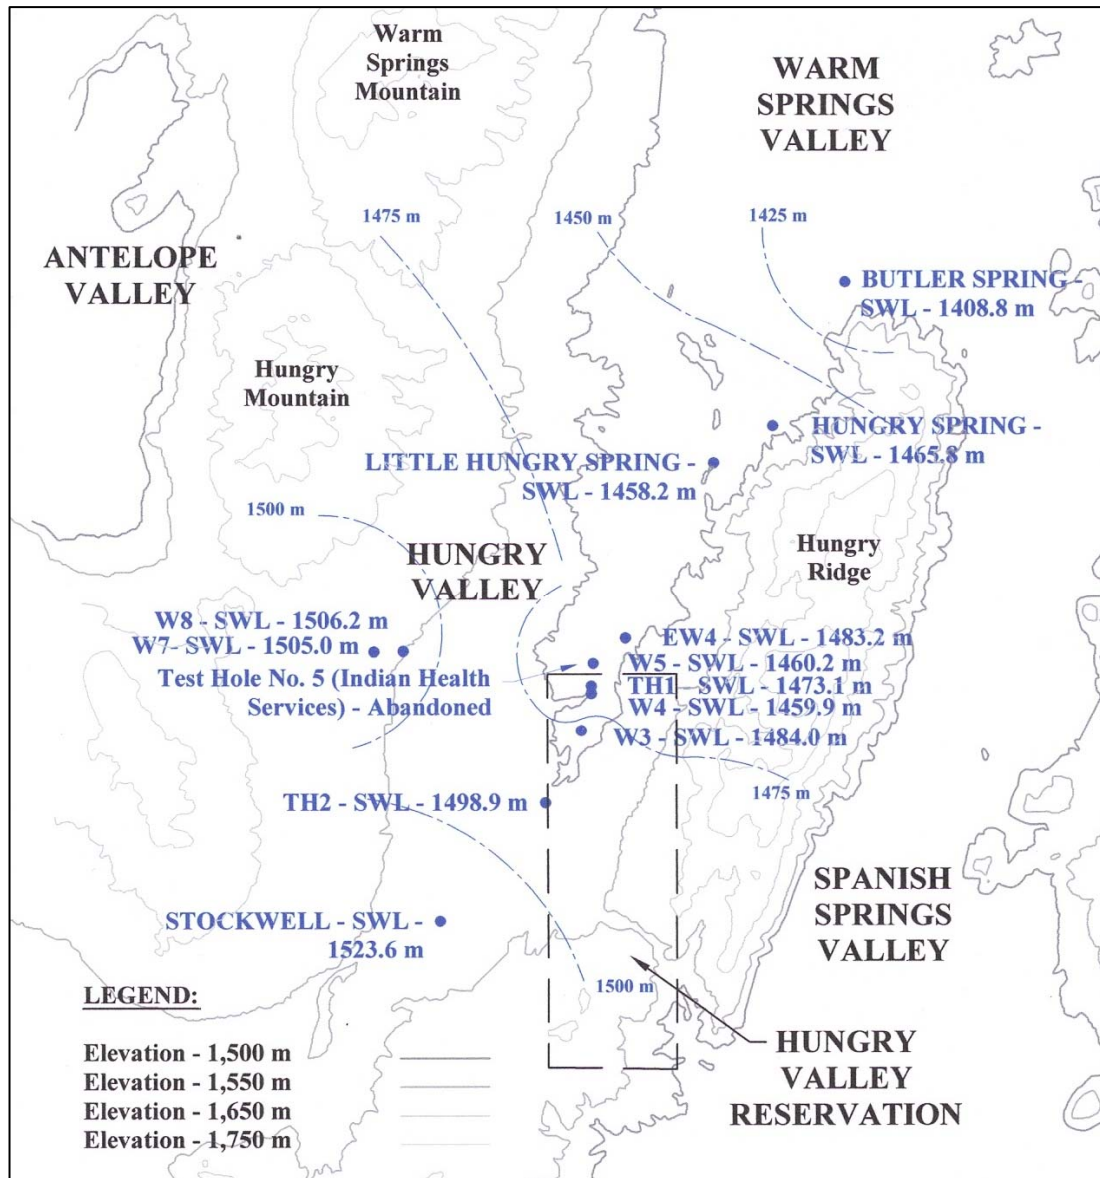 Warm
Springs
Mountain
WARM
SPRINGS
VALLEY
1475 m
1450 m
1425 m
ANTELOPE
VALLEY
BUTLER SPRING -
SWL - 1408.8 m
Hungry
Mountain
HUNGRY SPRING -
SWL - 1465.8 m
LITTLE HUNGRY SPRING -
SWL - 1458.2 m
1500 m
HUNGRY
VALLEY
Hungry
Ridge
W8 - SWL - 1506.2 m
W7- SWL - 1505.0 m
Test Hole No. 5 (Indian Health
Services) - Abandoned
EW4 - SWL - 1483.2 m
W5 - SWL - 1460.2 m
TH1 - SWL - 1473.1 m
W4 - SWL - 1459.9 m
W3 - SWL - 1484.0 m
1475 m
TH2 - SWL - 1498.9 m
SPANISH
SPRINGS
VALLEY
STOCKWELL - SWL -
1523.6 m
1500 m
LEGEND:
Elevation - 1,500 m
Elevation - 1,550 m
Elevation - 1,650 m
Elevation - 1,750 m
HUNGRY
VALLEY
RESERVATION